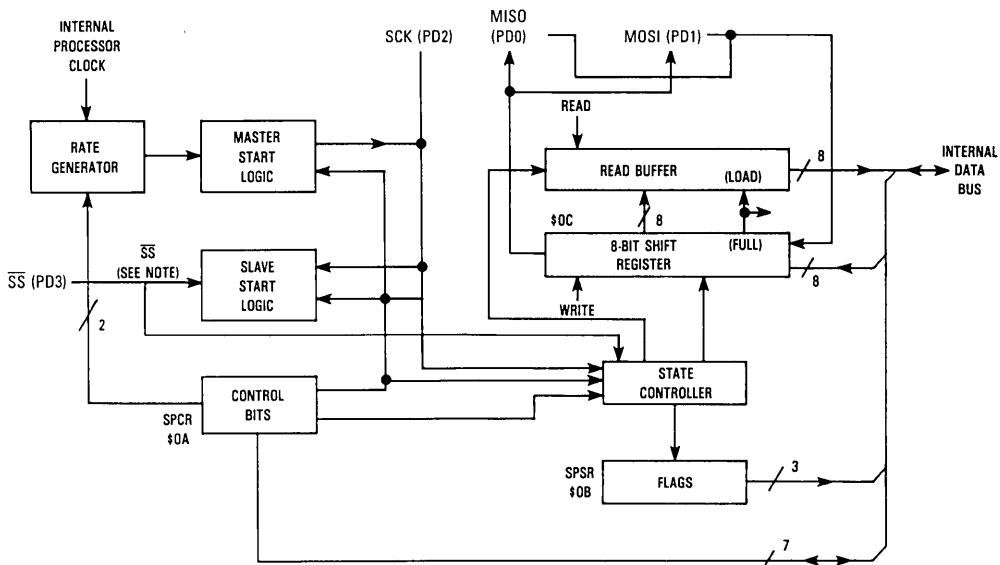 INTERNAL
PROCESSOR
CLOCK
SCK (PD2)
MISO
(PD0)
MOSI (PD1)
READ
RATE
GENERATOR
MASTER
START
LOGIC
READ BUFFER
(LOAD)
8
INTERNAL
DATA
BUS
$0C
8
8-BIT SHIFT
REGISTER
(FULL)
8
WRITE
SS (PD3)
SS
(SEE NOTE)
SLAVE
START
LOGIC
2
STATE
CONTROLLER
CONTROL
BITS
SPCR
$0A
SPSR
$0B
FLAGS
3
7